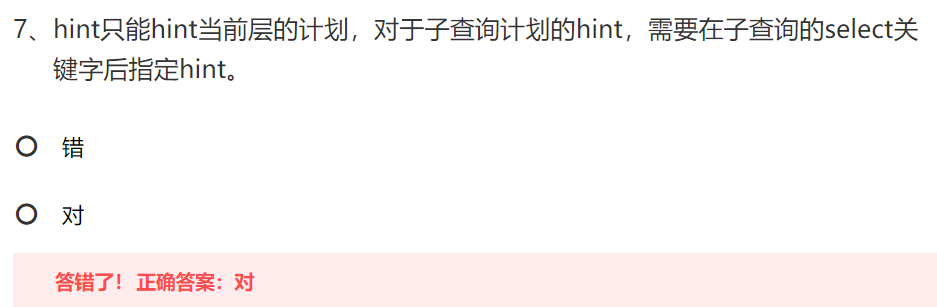 7、hint只能hint当前层的计划，对于子查询计划的hint，需要在子查询的select关
键字后指定hint。
错
对
答错了！正确答案：对